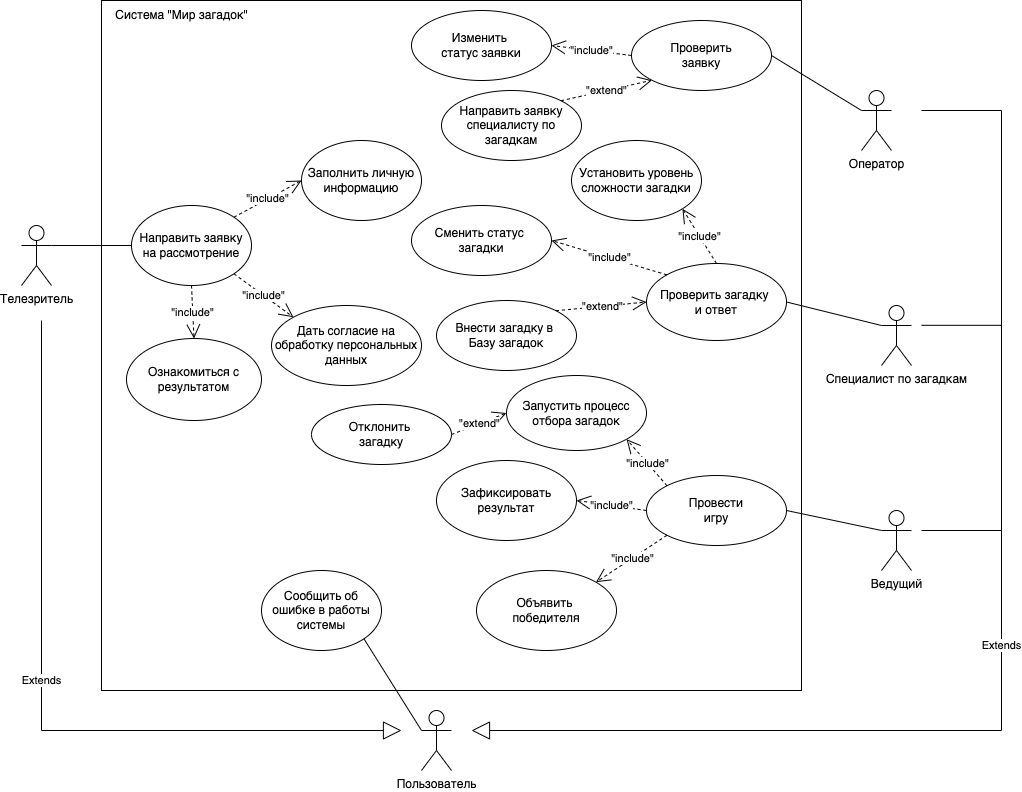 Система "Мир загадок"
Изменить
статус заявки
"include"
Проверить
заявку
"extend"
Направить заявку
специалисту по
загадкам
Оператор
Заполнить личную
информацию
Установить уровень
сложности загадки
"include"
Направить заявку
на рассмотрение
Телезритель
Сменить статус
загадки
"include"
"include"
"include"
"include"
Проверить загадку
и ответ
"extend"
Внести загадку в
Базу загадок
Дать согласие на
обработку персональных
данных
Ознакомиться с
результатом
Специалист по загадкам
Запустить процесс
отбора загадок
Отклонить
загадку
"extend"
"include"
Зафиксировать
результат
"include"
Провести
игру
"include"
Ведущий
Сообщить об
ошибке в работы
системы
Объявить
победителя
Extends
Extends
Пользователь